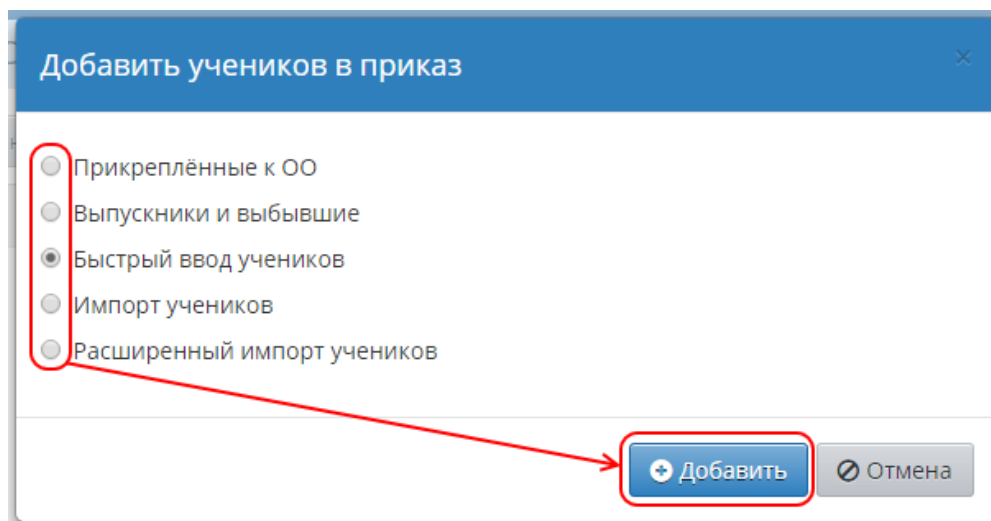 Добавить учеников в приказ
Прикреплённые к ОО
Выпускники и выбывшие
Быстрый ввод учеников
Импорт учеников
Расширенный импорт учеников
Добавить
Отмена